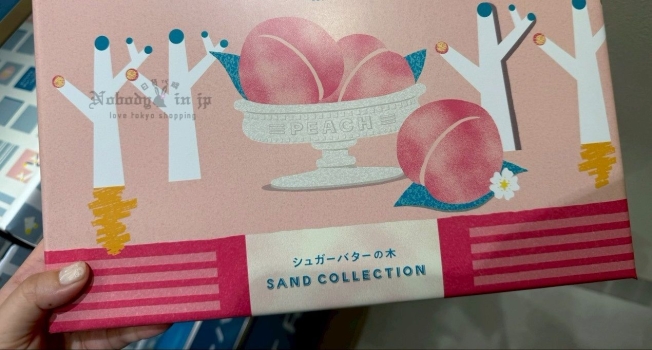 Nobody in jp
love tokyo shopping
PEACH
シュガーバターの木
SAND COLLECTION